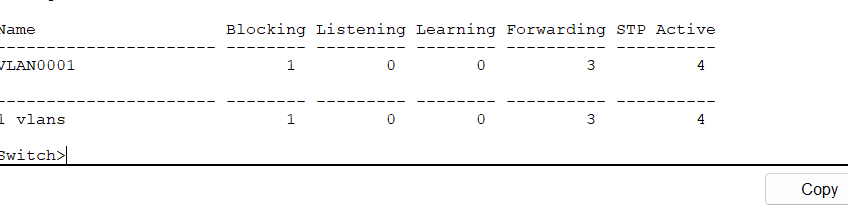 Name Blocking Listening Learning Forwarding STP Active
---------------------- -------- --------- -------- ---------- ----------
VLAN0001 1 0 0 3 4
---------------------- -------- --------- -------- ---------- ----------
1 vlans 1 0 0 3 4
Switch>
Copy